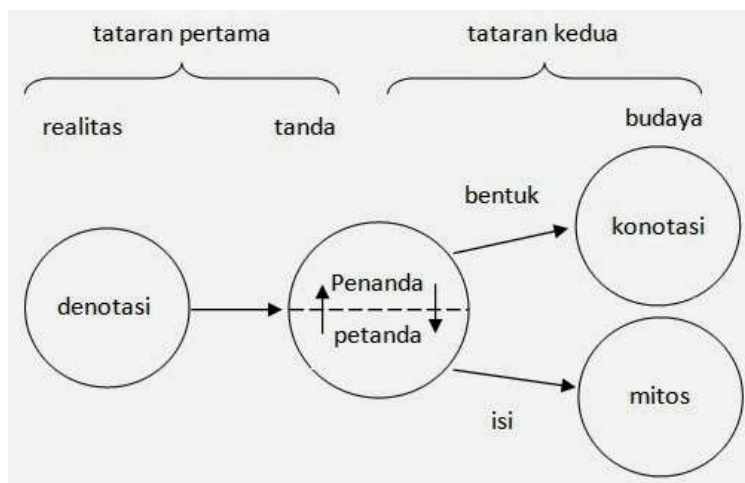 tataran pertama
tataran kedua
realitas
tanda
budaya
bentuk
konotasi
denotasi
Penanda
petanda
isi
mitos